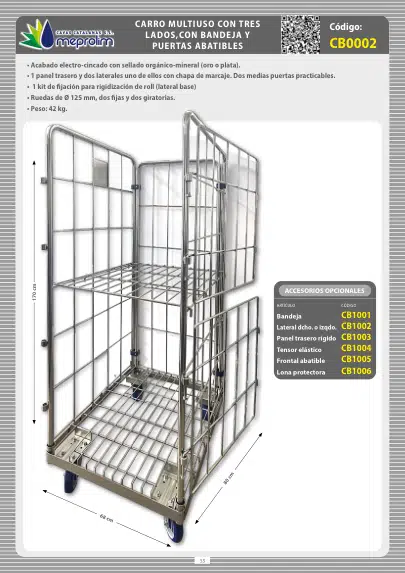 CAYBO CATALANAS S.L.
meprolim
CARRO MULTIUSO CON TRES
LADOS,CON BANDEJA Y
PUERTAS ABATIBLES
Código:
CB0002
• Acabado electro-cincado con sellado orgánico-mineral (oro o plata).
• 1 panel trasero y dos laterales uno de ellos con chapa de marcaje. Dos medias puertas practicables.
• 1 kit de fijación para rigidización de roll (lateral base)
• Ruedas de Ø 125 mm, dos fijas y dos giratorias.
• Peso: 42 kg.
170 cm
ACCESORIOS OPCIONALES
ARTÍCULO CÓDIGO
Bandeja CB1001
Lateral dcho. o izqdo. CB1002
Panel trasero rígido CB1003
Tensor elástico CB1004
Frontal abatible CB1005
Lona protectora CB1006
80 cm
68 cm